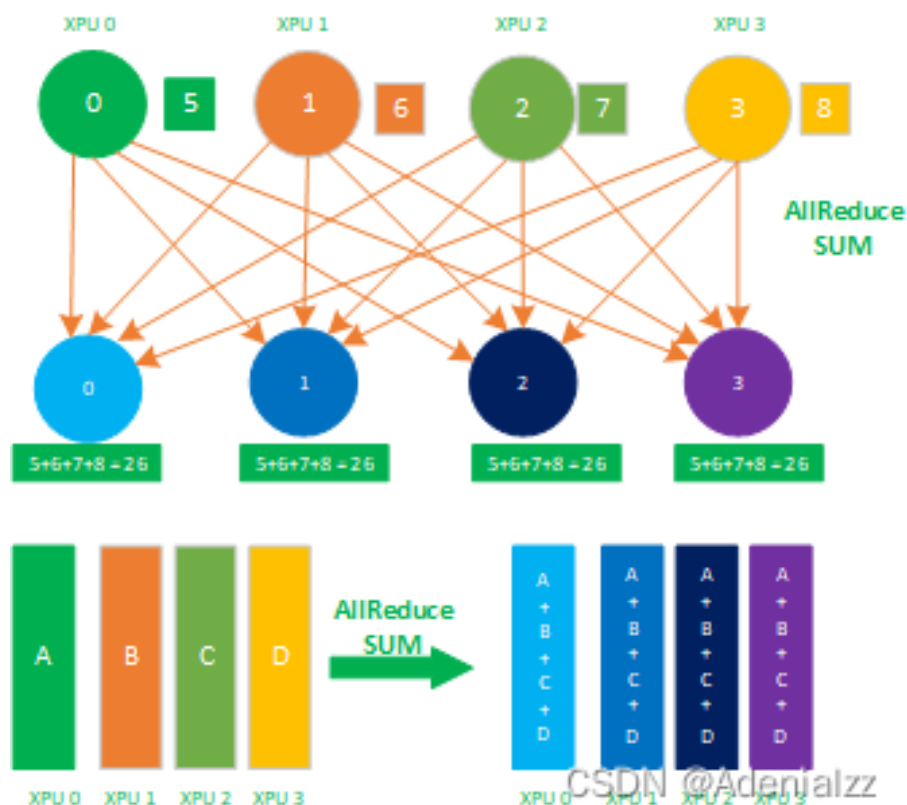 XPU 0 XPU 1 XPU 2 XPU 3
0 5 1 6 2 7 3 8
AllReduce
SUM
0 1 2 3
5+6+7+8=26 5+6+7+8=26 5+6+7+8=26 5+6+7+8=26
A B C D
AllReduce
SUM
A+B+C+D A+B+C+D A+B+C+D A+B+C+D
XPU 0 XPU 1 XPU 2 XPU 3
XPU 0 XPU 1 XPU 2 XPU 3
CSDN @Adenialzz